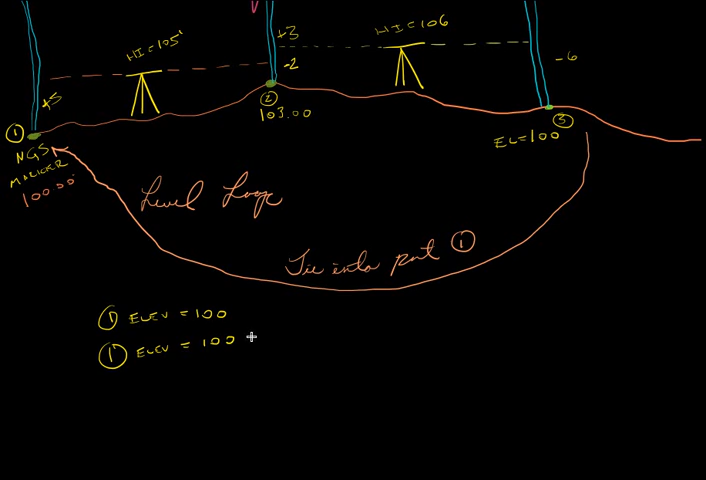 HI = 105'
+3
HI = 106
-2
-6
+5
②
103.00
③
EL=100
①
NGS
MARKER
100.00'
Level Loop
Tie into Pnt ①
① ELEV = 100
①' ELEV = 100